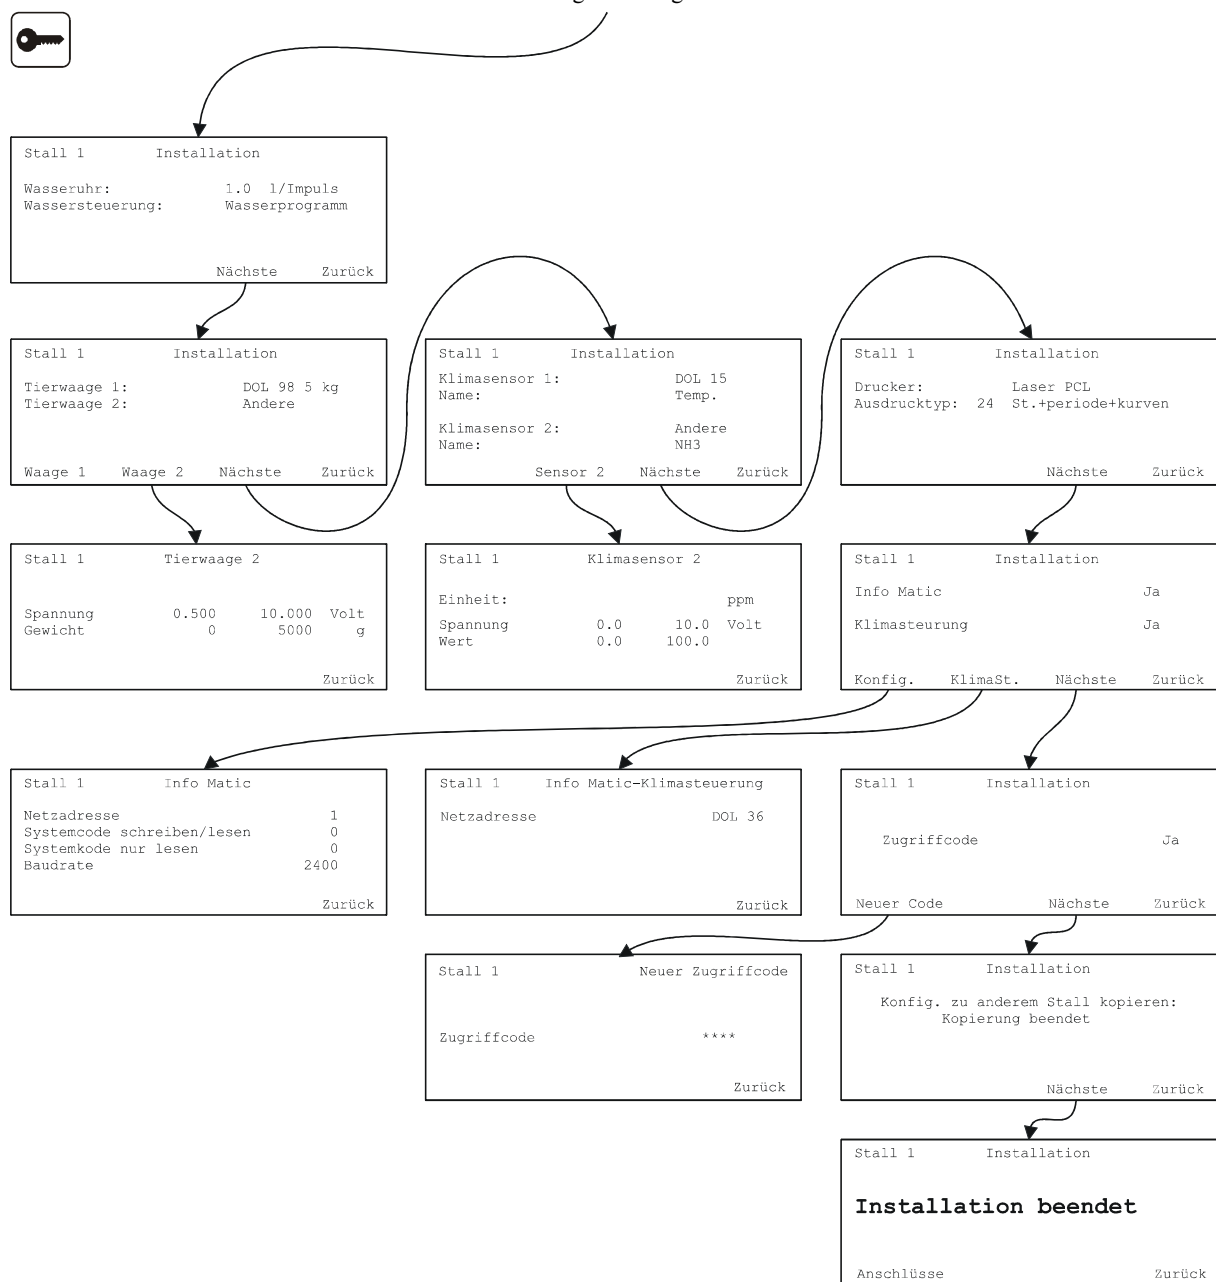 Stall 1 Installation
Wasseruhr: 1.0 l/Impuls
Wassersteuerung: Wasserprogramm
Nächste Zurück
Stall 1 Installation
Tierwaage 1: DOL 98 5 kg
Tierwaage 2: Andere
Waage 1 Waage 2 Nächste Zurück
Stall 1 Installation
Klimasensor 1: DOL 15
Name: Temp.
Klimasensor 2: Andere
Name: NH3
Sensor 2 Nächste Zurück
Stall 1 Installation
Drucker: Laser PCL
Ausdrucktyp: 24 St.+periode+kurven
Nächste Zurück
Stall 1 Tierwaage 2
Spannung 0.500 10.000 Volt
Gewicht 0 5000 g
Zurück
Stall 1 Klimasensor 2
Einheit: ppm
Spannung 0.0 10.0 Volt
Wert 0.0 100.0
Zurück
Stall 1 Installation
Info Matic Ja
Klimasteurung Ja
Konfig. KlimaSt. Nächste Zurück
Stall 1 Info Matic
Netzadresse 1
Systemcode schreiben/lesen 0
Systemkode nur lesen 0
Baudrate 2400
Zurück
Stall 1 Info Matic-Klimasteuerung
Netzadresse DOL 36
Zurück
Stall 1 Installation
Zugriffcode Ja
Neuer Code Nächste Zurück
Stall 1 Neuer Zugriffcode
Zugriffcode ****
Zurück
Stall 1 Installation
Konfig. zu anderem Stall kopieren:
Kopierung beendet
Nächste Zurück
Stall 1 Installation
Installation beendet
Anschlüsse Zurück